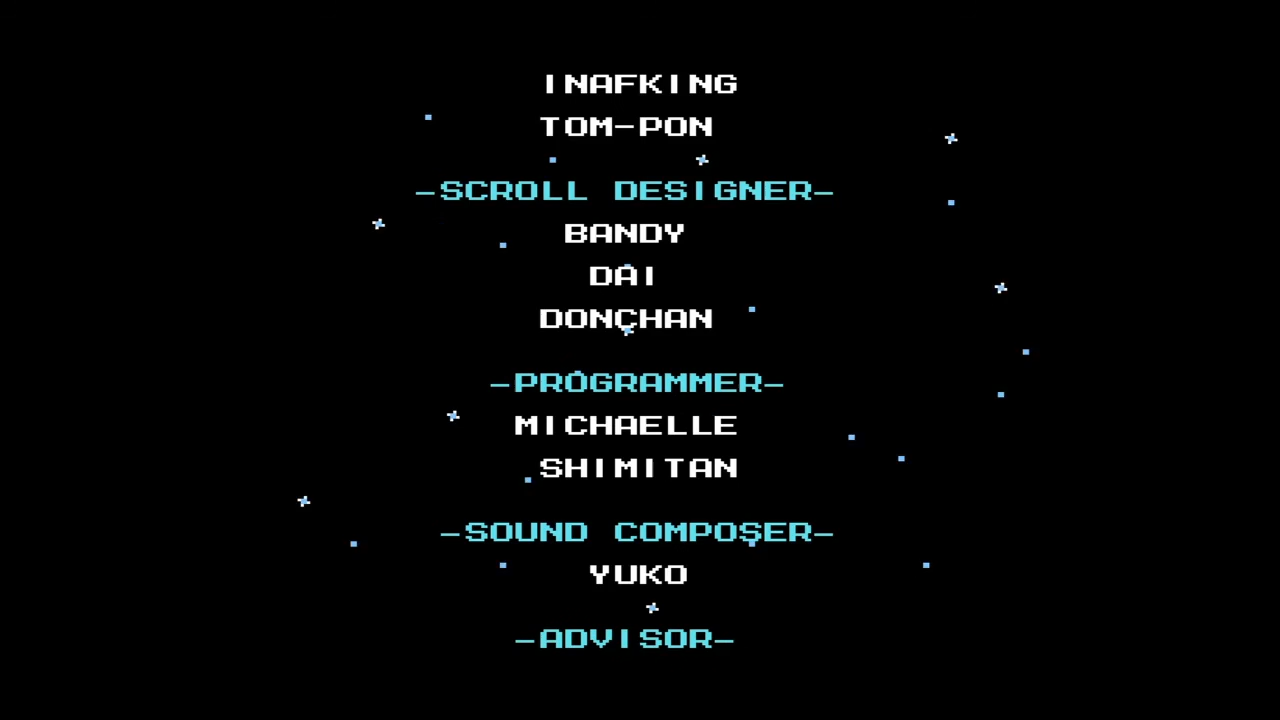 INAFKING
TOM-PON
-SCROLL DESIGNER-
BANDY
DAI
DONCHAN
-PROGRAMMER-
MICHAELLE
SHIMITAN
-SOUND COMPOSER-
YUKO
-ADVISOR-